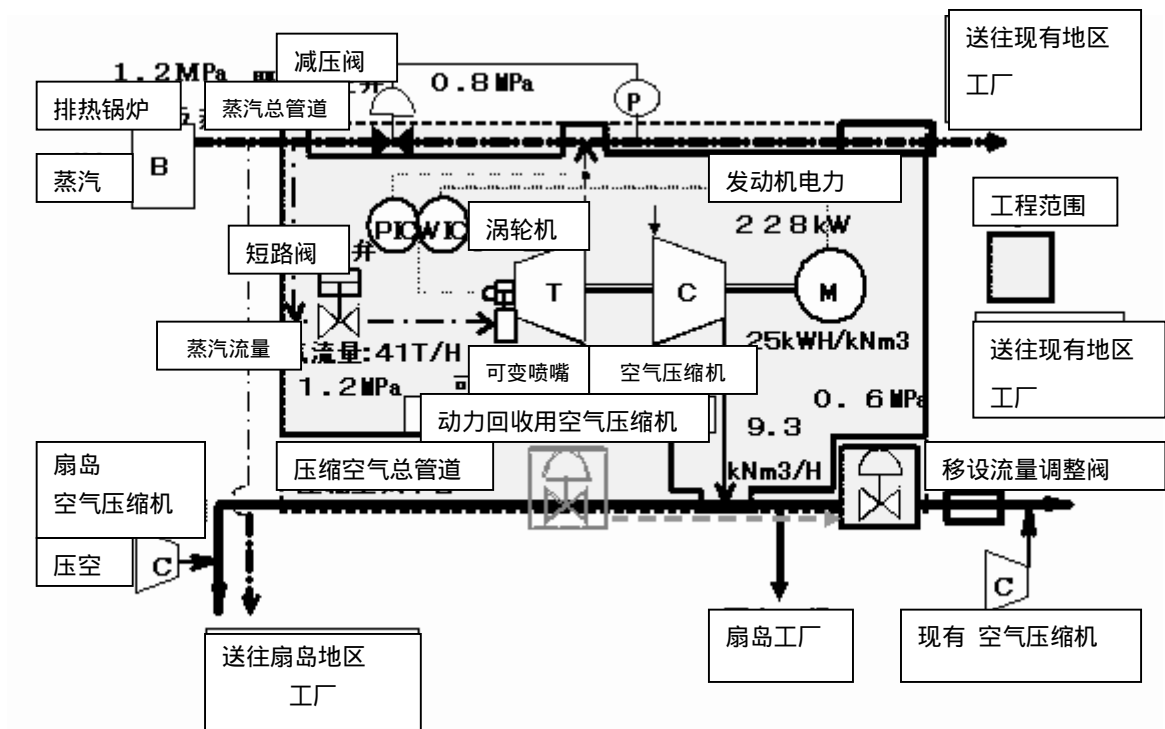 送往现有地区
工厂
减压阀
1.2MPa
0.8MPa
排热锅炉
蒸汽总管道
P
B
蒸汽
发动机电力
工程范围
228kW
PIC
WIC
涡轮机
短路阀
T
C
M
蒸汽流量
流量:41T/H
25kWH/kNm3
送往现有地区
工厂
1.2MPa
可变喷嘴
空气压缩机
0.6MPa
动力回收用空气压缩机
9.3
kNm3/H
扇岛
空气压缩机
压缩空气总管道
移设流量调整阀
压空
C
C
扇岛工厂
现有 空气压缩机
送往扇岛地区
工厂